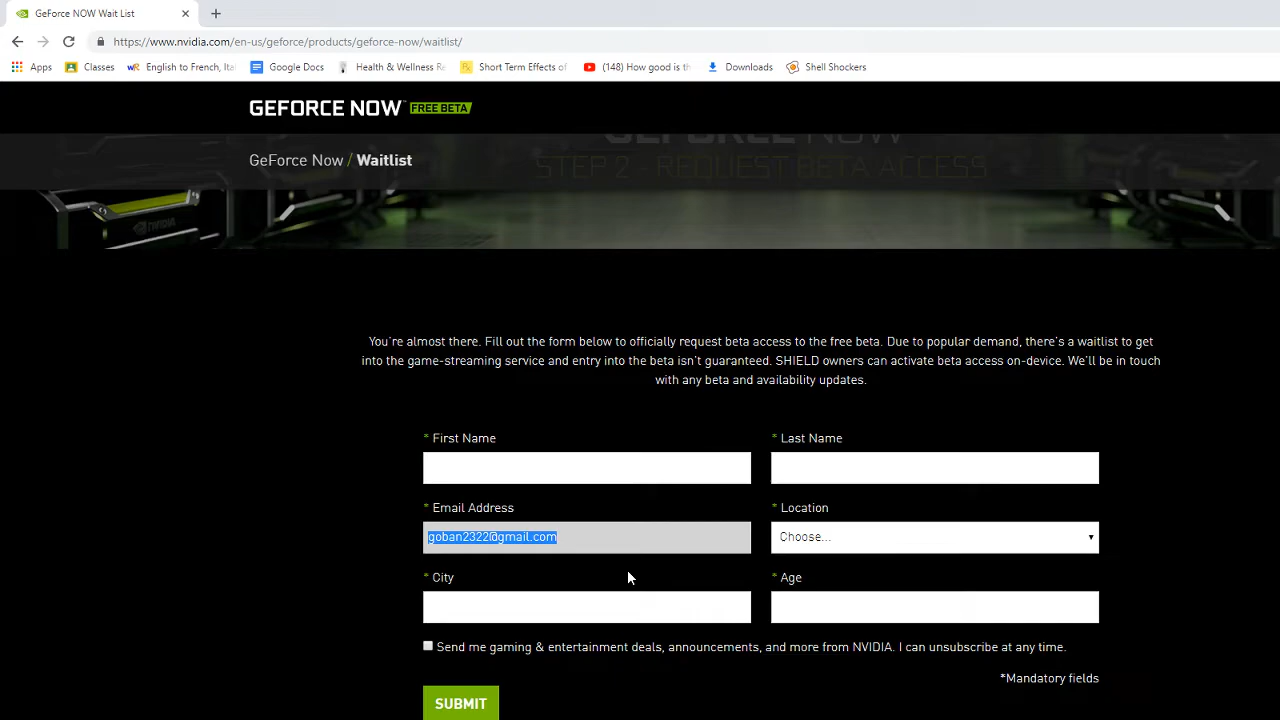 GeForce NOW Wait List
https://www.nvidia.com/en-us/geforce/products/geforce-now/waitlist/
Apps Classes English to French, Ita Google Docs Health & Wellness Re Short Term Effects of (148) How good is th Downloads Shell Shockers
GEFORCE NOW FREE BETA
GEFORCE NOW
GeForce Now / Waitlist
STEP 2 - REQUEST BETA ACCESS
NVIDIA
You're almost there. Fill out the form below to officially request beta access to the free beta. Due to popular demand, there's a waitlist to get
into the game-streaming service and entry into the beta isn't guaranteed. SHIELD owners can activate beta access on-device. We'll be in touch
with any beta and availability updates.
* First Name
* Last Name
* Email Address
* Location
goban2322@gmail.com
Choose...
* City
* Age
Send me gaming & entertainment deals, announcements, and more from NVIDIA. I can unsubscribe at any time.
*Mandatory fields
SUBMIT